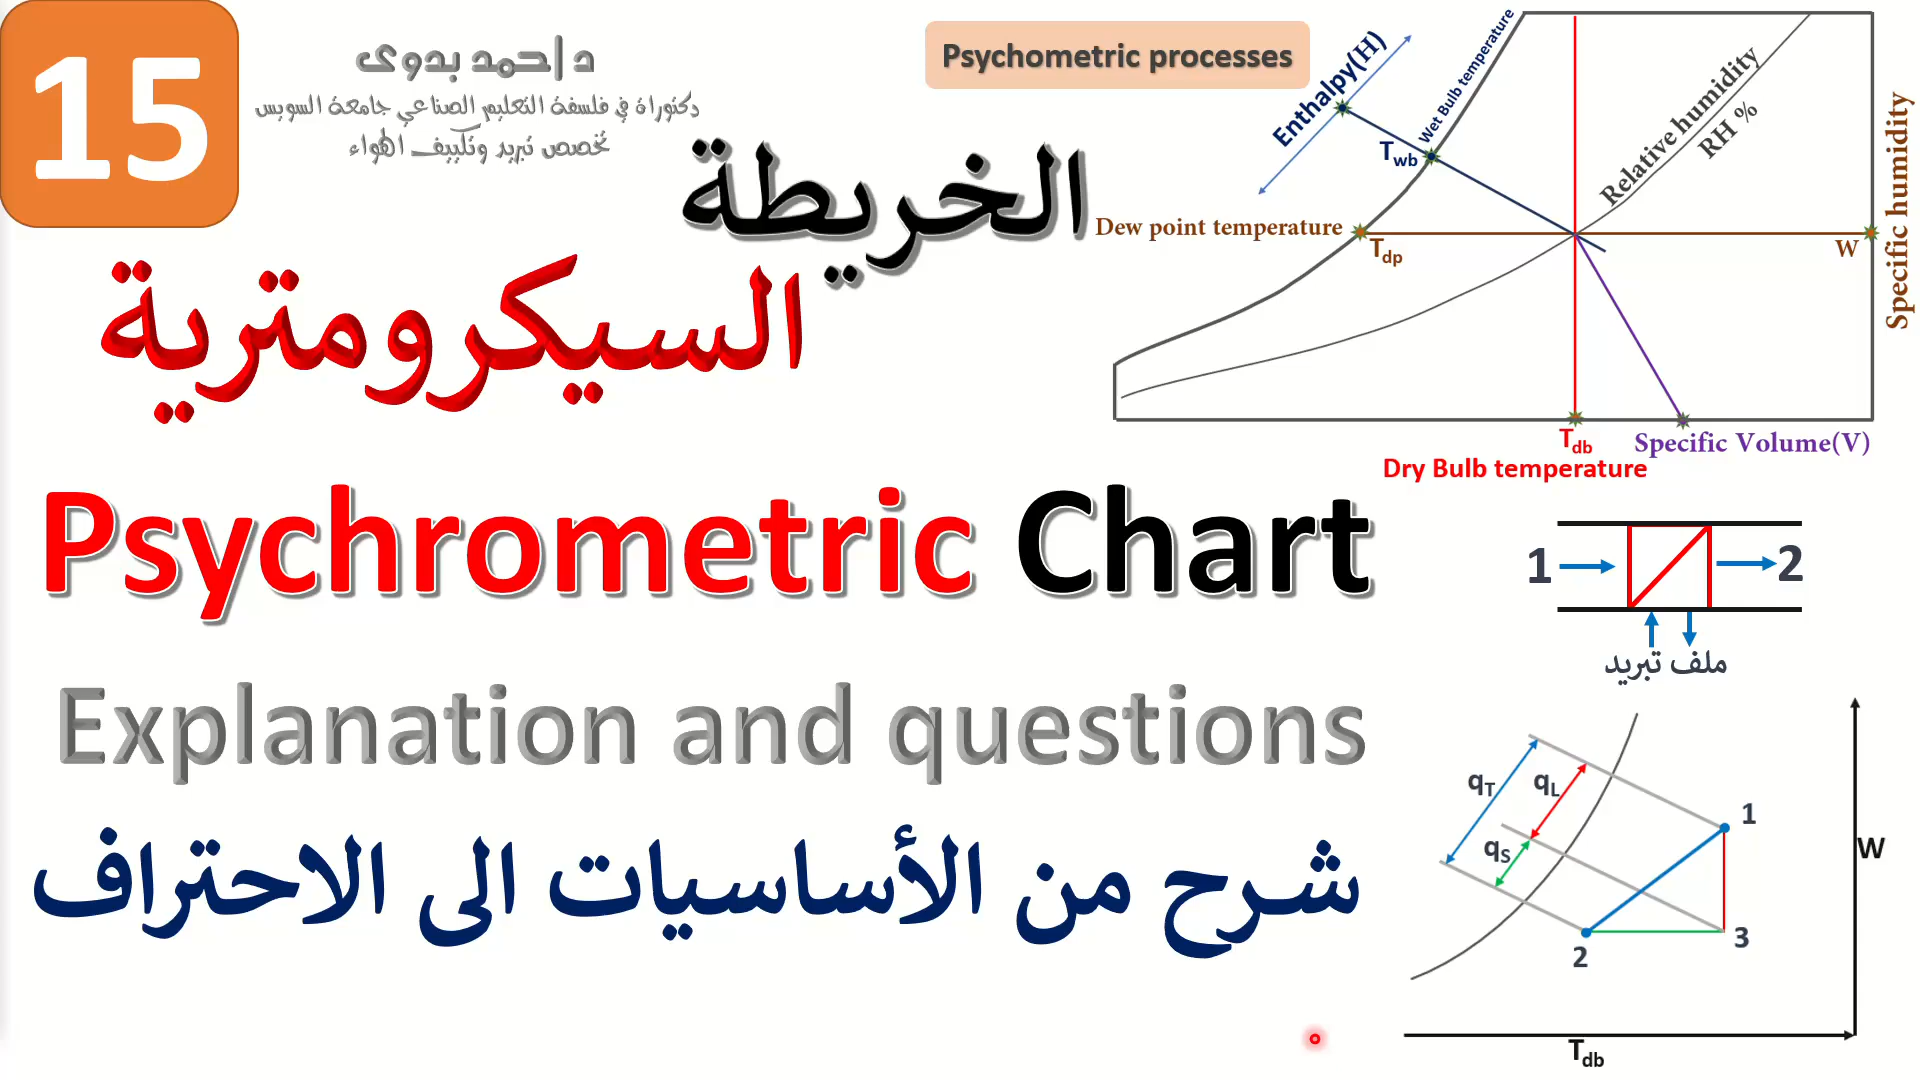 15
د/احمد بدوى
دكتوراة في فلسفة التعليم الصناعي جامعة السويس
تخصص تبريد وتكييف الهواء
الخريطة
السيكرومترية
Psychrometric Chart
Explanation and questions
شرح من الأساسيات الى الاحتراف
Psychometric processes
Enthalpy(H)
Wet Bulb temperature
Twb
Relative humidity
RH %
Specific humidity
Dew point temperature
Tdp
W
Tdb
Specific Volume(V)
Dry Bulb temperature
1
2
ملف تبريد
qT
qL
qS
1
W
3
2
Tdb